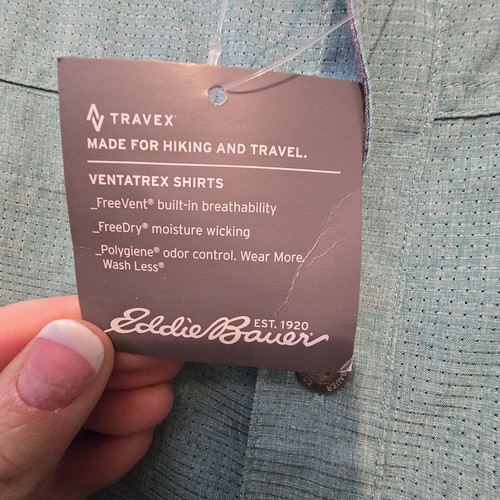 TRAVEX
MADE FOR HIKING AND TRAVEL.
VENTATREX SHIRTS
_FreeVent® built-in breathability
_FreeDry® moisture wicking
_Polygiene® odor control. Wear More.
Wash Less®
EST. 1920
Eddie Bauer®
BAUER